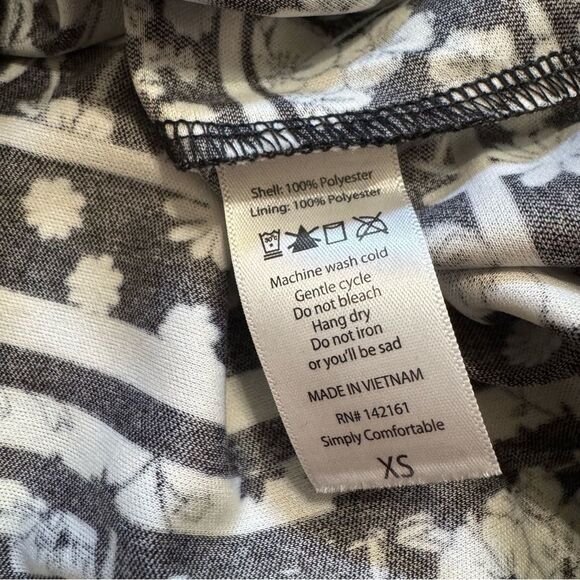 Shell: 100% Polyester
Lining: 100% Polyester
30°C
Machine wash cold
Gentle cycle
Do not bleach
Hang dry
Do not iron
or you'll be sad
MADE IN VIETNAM
RN# 142161
Simply Comfortable
XS